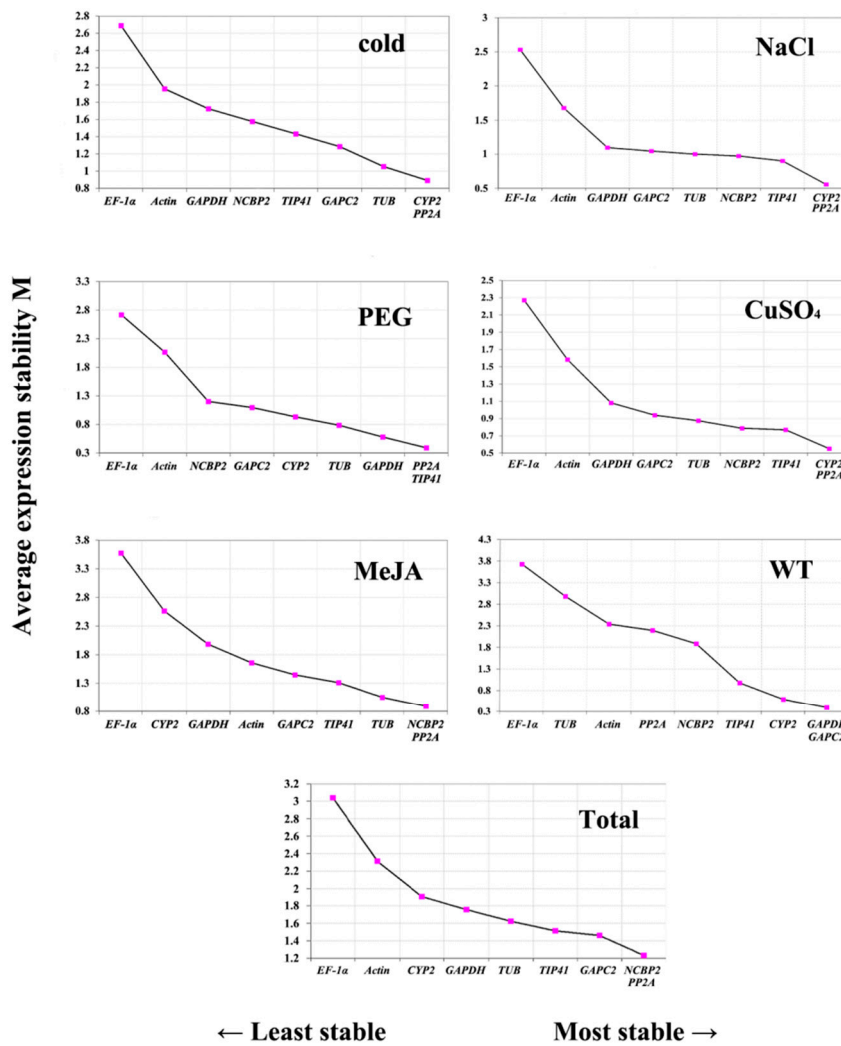 Average expression stability M
cold
2.8
2.6
2.4
2.2
2
1.8
1.6
1.4
1.2
1
0.8
EF-1α Actin GAPDH NCBP2 TIP41 GAPC2 TUB CYP2
PP2A
NaCl
3
2.5
2
1.5
1
0.5
EF-1α Actin GAPDH GAPC2 TUB NCBP2 TIP41 CYP2
PP2A
PEG
3.3
2.8
2.3
1.8
1.3
0.8
0.3
EF-1α Actin NCBP2 GAPC2 CYP2 TUB GAPDH PP2A
TIP41
CuSO₄
2.5
2.3
2.1
1.9
1.7
1.5
1.3
1.1
0.9
0.7
0.5
EF-1α Actin GAPDH GAPC2 TUB NCBP2 TIP41 CYP2
PP2A
MeJA
3.8
3.3
2.8
2.3
1.8
1.3
0.8
EF-1α CYP2 GAPDH Actin GAPC2 TIP41 TUB NCBP2
PP2A
WT
4.3
3.8
3.3
2.8
2.3
1.8
1.3
0.8
0.3
EF-1α TUB Actin PP2A NCBP2 TIP41 CYP2 GAPDH
GAPC2
Total
3.2
3
2.8
2.6
2.4
2.2
2
1.8
1.6
1.4
1.2
EF-1α Actin CYP2 GAPDH TUB TIP41 GAPC2 NCBP2
PP2A
← Least stable Most stable →